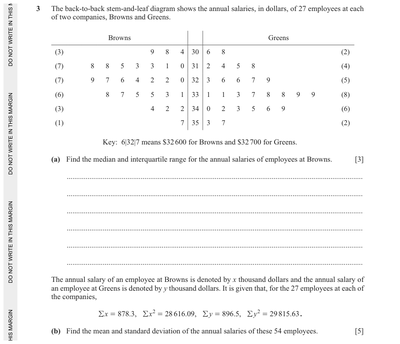 3 The back-to-back stem-and-leaf diagram shows the annual salaries, in dollars, of 27 employees at each
of two companies, Browns and Greens.
Browns Greens
(3) 9 8 4 30 6 8 (2)
(7) 8 8 5 3 3 1 0 31 2 4 5 8 (4)
(7) 9 7 6 4 2 2 0 32 3 6 6 7 9 (5)
(6) 8 7 5 5 3 1 33 1 1 3 7 8 8 9 9 (8)
(3) 4 2 2 34 0 2 3 5 6 9 (6)
(1) 7 35 3 7 (2)
Key: 6|32|7 means $32 600 for Browns and $32 700 for Greens.
(a) Find the median and interquartile range for the annual salaries of employees at Browns. [3]
The annual salary of an employee at Browns is denoted by x thousand dollars and the annual salary of
an employee at Greens is denoted by y thousand dollars. It is given that, for the 27 employees at each of
the companies,
Σx = 878.3, Σx² = 28 616.09, Σy = 896.5, Σy² = 29 815.63.
(b) Find the mean and standard deviation of the annual salaries of these 54 employees. [5]
DO NOT WRITE IN THIS M
DO NOT WRITE IN THIS MARGIN
DO NOT WRITE IN THIS MARGIN
HIS MARGIN